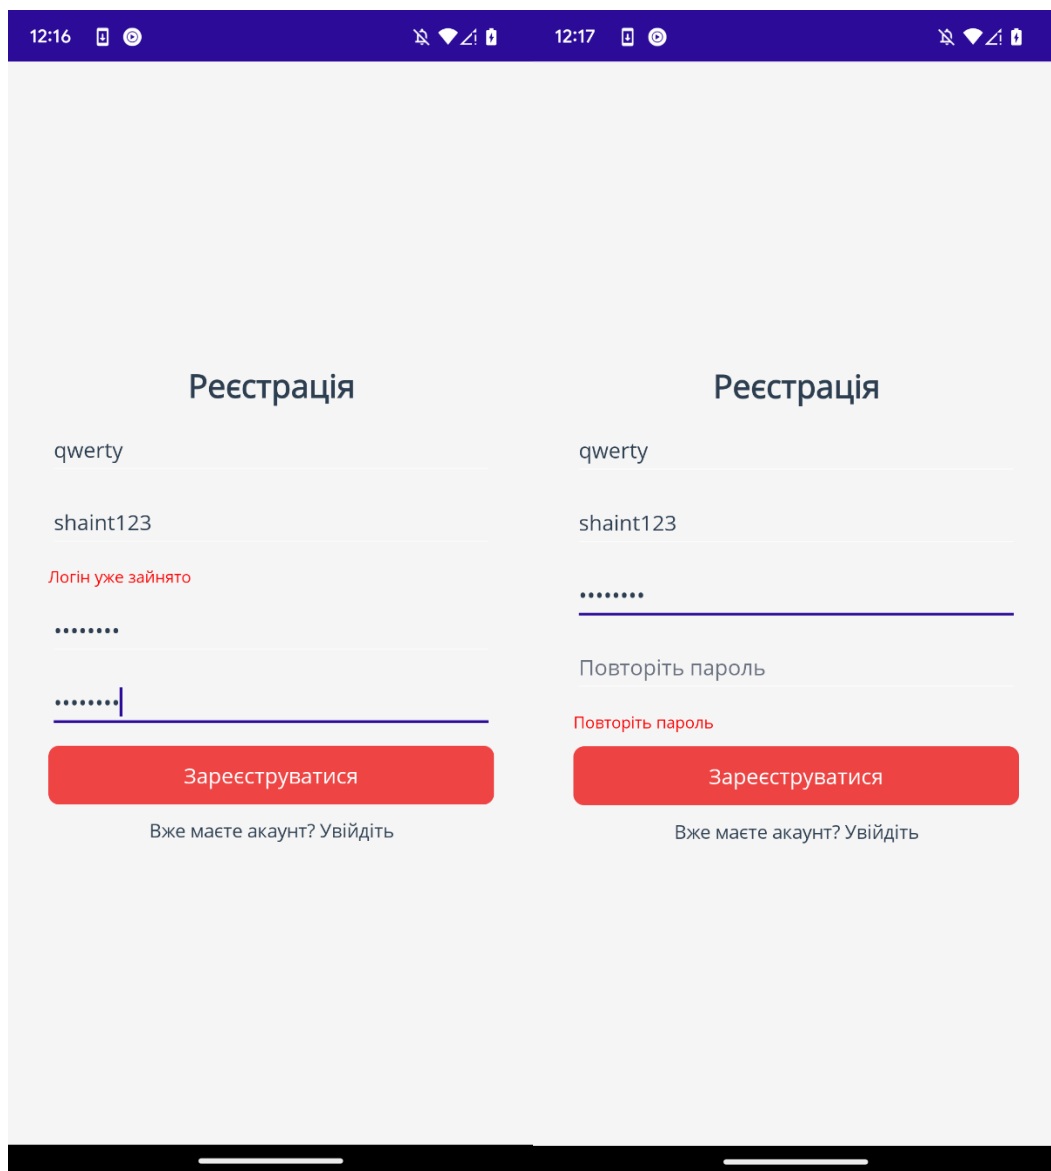 12:16
Реєстрація
qwerty
shaint123
Логін уже зайнято
••••••••
••••••••
Зареєструватися
Вже маєте акаунт? Увійдіть
12:17
Реєстрація
qwerty
shaint123
••••••••
Повторіть пароль
Повторіть пароль
Зареєструватися
Вже маєте акаунт? Увійдіть